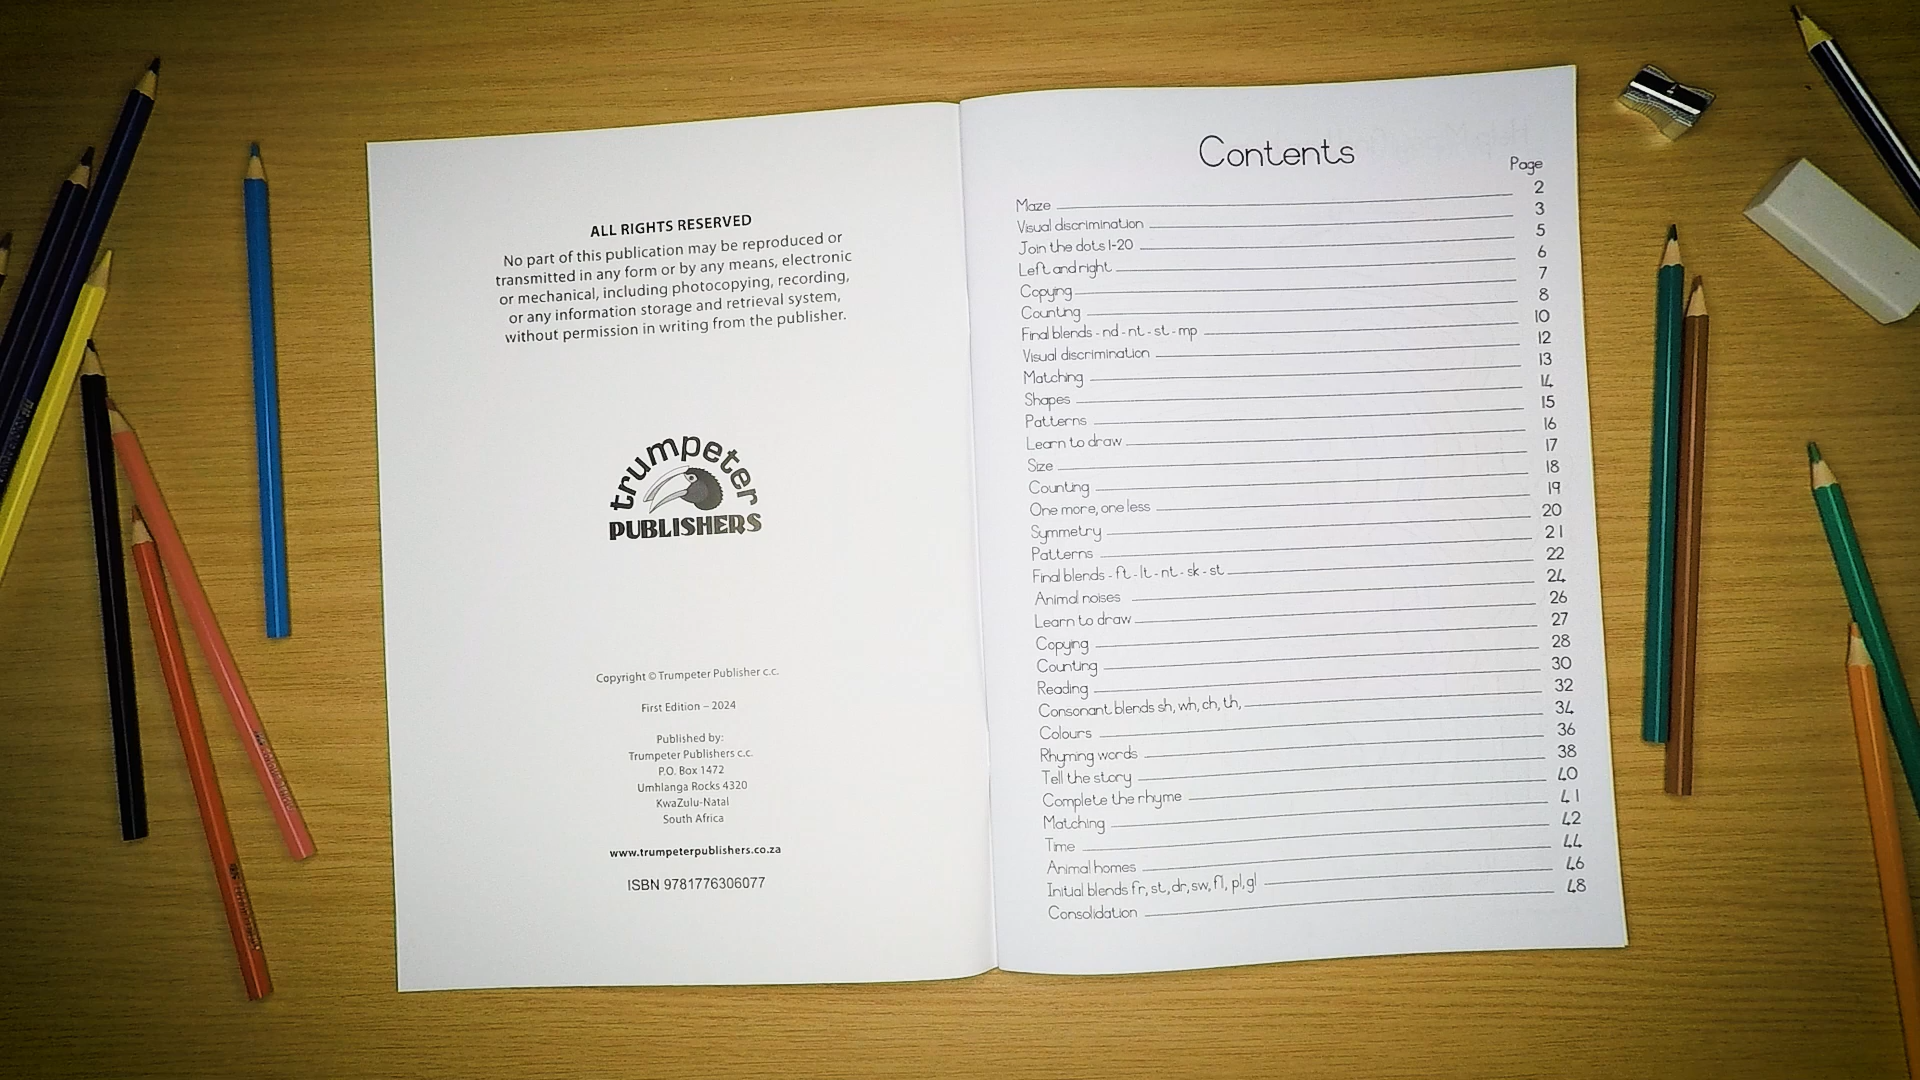 ALL RIGHTS RESERVED
No part of this publication may be reproduced or
transmitted in any form or by any means, electronic
or mechanical, including photocopying, recording,
or any information storage and retrieval system,
without permission in writing from the publisher.
trumpeter
PUBLISHERS
Copyright © Trumpeter Publisher c.c.
First Edition – 2024
Published by:
Trumpeter Publishers c.c.
P.O. Box 1472
Umhlanga Rocks 4320
KwaZulu-Natal
South Africa
www.trumpeterpublishers.co.za
ISBN 9781776306077
Contents
Page
Maze 2
Visual discrimination 3
Join the dots 1-20 5
Left and right 6
Copying 7
Counting 8
Final blends - nd - nt - st - mp 10
Visual discrimination 12
Matching 13
Shapes 14
Patterns 15
Learn to draw 16
Size 17
Counting 18
One more, one less 19
Symmetry 20
Patterns 21
Final blends - ft - lt - nt - sk - st 22
Animal noises 24
Learn to draw 26
Copying 27
Counting 28
Reading 30
Consonant blends sh, wh, ch, th, 32
Colours 34
Rhyming words 36
Tell the story 38
Complete the rhyme 40
Matching 41
Time 42
Animal homes 44
Initial blends fr, st, dr, sw, fl, pl, gl 46
Consolidation 48